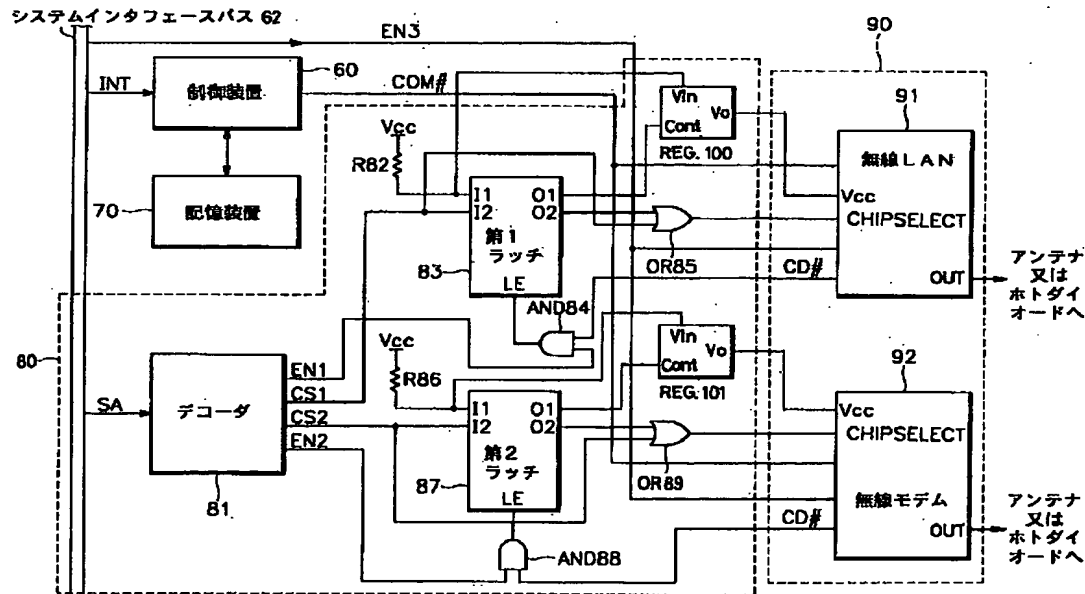 システムインタフェースバス 62
EN3
90
INT
制御装置
60
COM#
VIn
Vo
Cont
REG. 100
91
無線LAN
Vcc
CHIPSELECT
OUT
Vcc
R82
I1
I2
O1
O2
第1
ラッチ
LE
83
OR85
CD#
アンテナ
又は
ホトダイ
オードへ
70
記憶装置
AND84
80
SA
デコーダ
81
EN1
CS1
CS2
EN2
Vcc
R86
VIn
Vo
Cont
REG. 101
92
I1
I2
O1
O2
第2
ラッチ
LE
87
OR89
Vcc
CHIPSELECT
無線モデム
OUT
CD#
AND88
アンテナ
又は
ホトダイ
オードへ